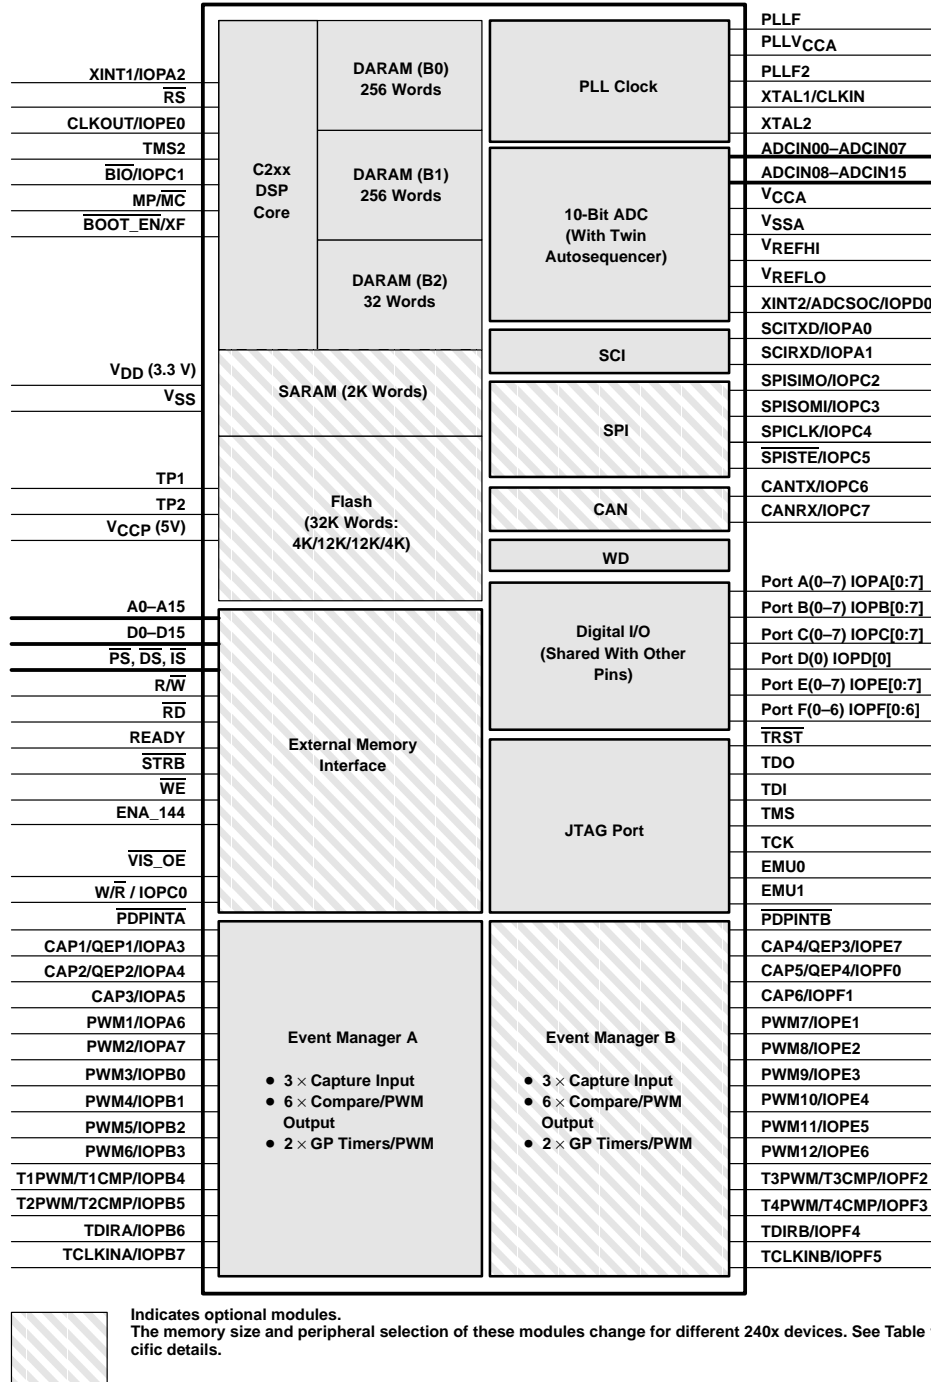 XINT1/IOPA2
RS
CLKOUT/IOPE0
TMS2
BIO/IOPC1
MP/MC
BOOT_EN/XF
VDD (3.3 V)
VSS
TP1
TP2
VCCP (5V)
A0–A15
D0–D15
PS, DS, IS
R/W
RD
READY
STRB
WE
ENA_144
VIS_OE
W/R / IOPC0
PDPINTA
CAP1/QEP1/IOPA3
CAP2/QEP2/IOPA4
CAP3/IOPA5
PWM1/IOPA6
PWM2/IOPA7
PWM3/IOPB0
PWM4/IOPB1
PWM5/IOPB2
PWM6/IOPB3
T1PWM/T1CMP/IOPB4
T2PWM/T2CMP/IOPB5
TDIRA/IOPB6
TCLKINA/IOPB7
C2xx
DSP
Core
DARAM (B0)
256 Words
DARAM (B1)
256 Words
DARAM (B2)
32 Words
SARAM (2K Words)
Flash
(32K Words:
4K/12K/12K/4K)
External Memory
Interface
Event Manager A
● 3 × Capture Input
● 6 × Compare/PWM
Output
● 2 × GP Timers/PWM
PLL Clock
10-Bit ADC
(With Twin
Autosequencer)
SCI
SPI
CAN
WD
Digital I/O
(Shared With Other
Pins)
JTAG Port
Event Manager B
● 3 × Capture Input
● 6 × Compare/PWM
Output
● 2 × GP Timers/PWM
PLLF
PLLVCCA
PLLF2
XTAL1/CLKIN
XTAL2
ADCIN00–ADCIN07
ADCIN08–ADCIN15
VCCA
VSSA
VREFHI
VREFLO
XINT2/ADCSOC/IOPD0
SCITXD/IOPA0
SCIRXD/IOPA1
SPISIMO/IOPC2
SPISOMI/IOPC3
SPICLK/IOPC4
SPISTE/IOPC5
CANTX/IOPC6
CANRX/IOPC7
Port A(0–7) IOPA[0:7]
Port B(0–7) IOPB[0:7]
Port C(0–7) IOPC[0:7]
Port D(0) IOPD[0]
Port E(0–7) IOPE[0:7]
Port F(0–6) IOPF[0:6]
TRST
TDO
TDI
TMS
TCK
EMU0
EMU1
PDPINTB
CAP4/QEP3/IOPE7
CAP5/QEP4/IOPF0
CAP6/IOPF1
PWM7/IOPE1
PWM8/IOPE2
PWM9/IOPE3
PWM10/IOPE4
PWM11/IOPE5
PWM12/IOPE6
T3PWM/T3CMP/IOPF2
T4PWM/T4CMP/IOPF3
TDIRB/IOPF4
TCLKINB/IOPF5
Indicates optional modules.
The memory size and peripheral selection of these modules change for different 240x devices. See Table
cific details.